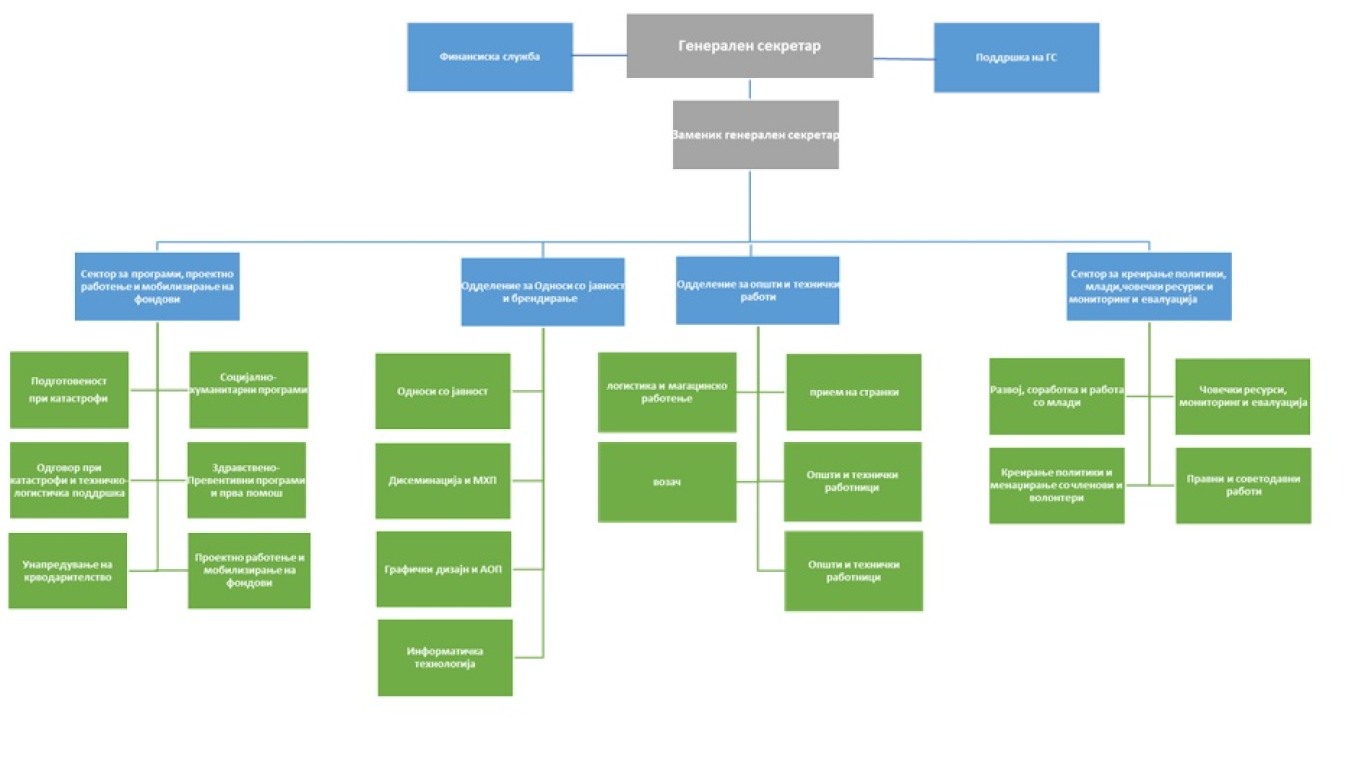 Финансиска служба
Генерален секретар
Поддршка на ГС
Заменик генерален секретар
Сектор за програми, проектно
работење и мобилизирање на
фондови
Одделение за Односи со јавност
и брендирање
Одделение за општи и технички
работи
Сектор за креирање политики,
млади,човечки ресурис и
мониторинг и евалуација
Подготовеност
при катастрофи
Социјално-
хуманитарни програми
Одговор при
катастрофи и техничко-
логистичка поддршка
Здравствено-
Превентивни програми
и прва помош
Унапредување на
крводарителство
Проектно работење и
мобилизирање на
фондови
Односи со јавност
Дисеминација и МХП
Графички дизајн и АОП
Информатичка
технологија
логистика и магацинско
работење
прием на странки
возач
Општи и технички
работници
Општи и технички
работници
Развој, соработка и работа
со млади
Човечки ресурси,
мониторинг и евалуација
Креирање политики и
менаџирање со членови и
волонтери
Правни и советодавни
работи